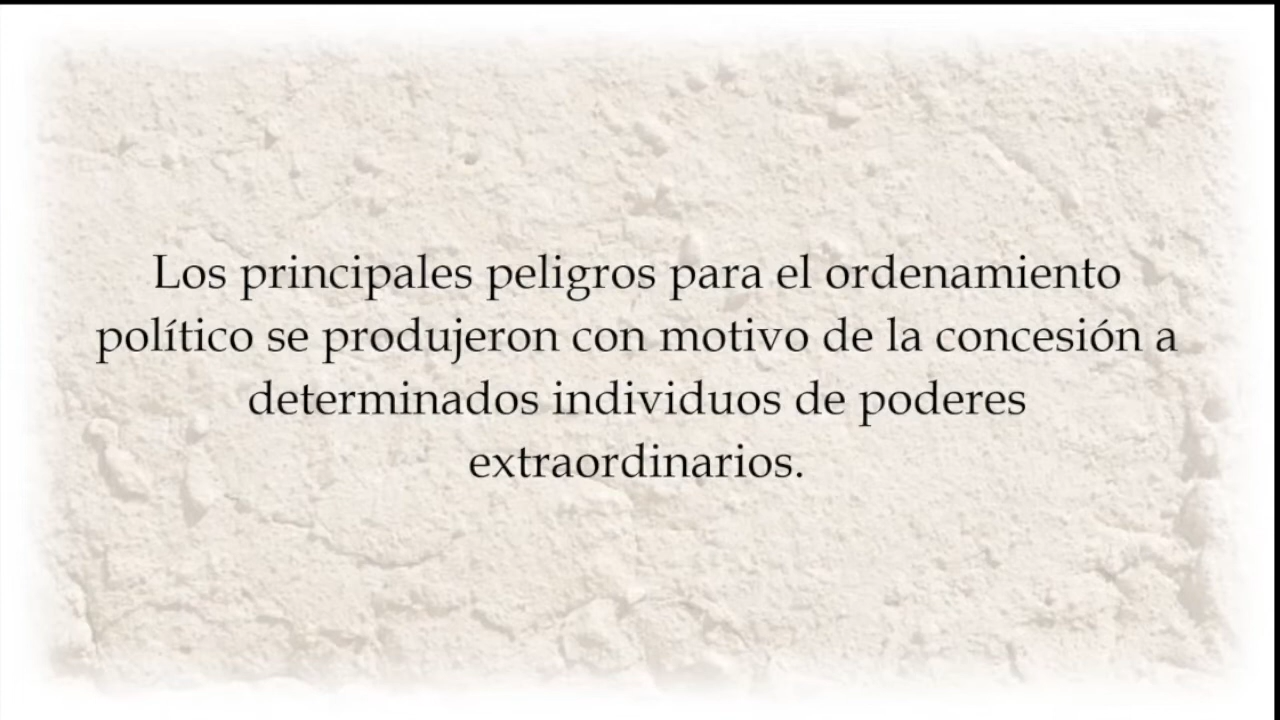 Los principales peligros para el ordenamiento
político se produjeron con motivo de la concesión a
determinados individuos de poderes
extraordinarios.